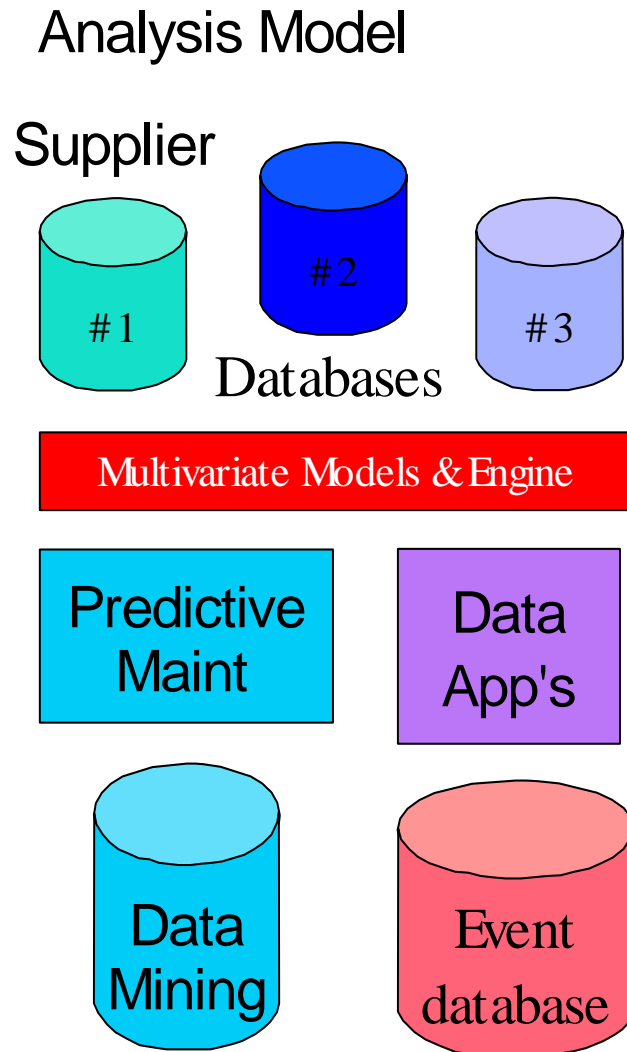 Analysis Model
Supplier
#1
#2
#3
Databases
Multivariate Models & Engine
Predictive
Maint
Data
App's
Data
Mining
Event
database